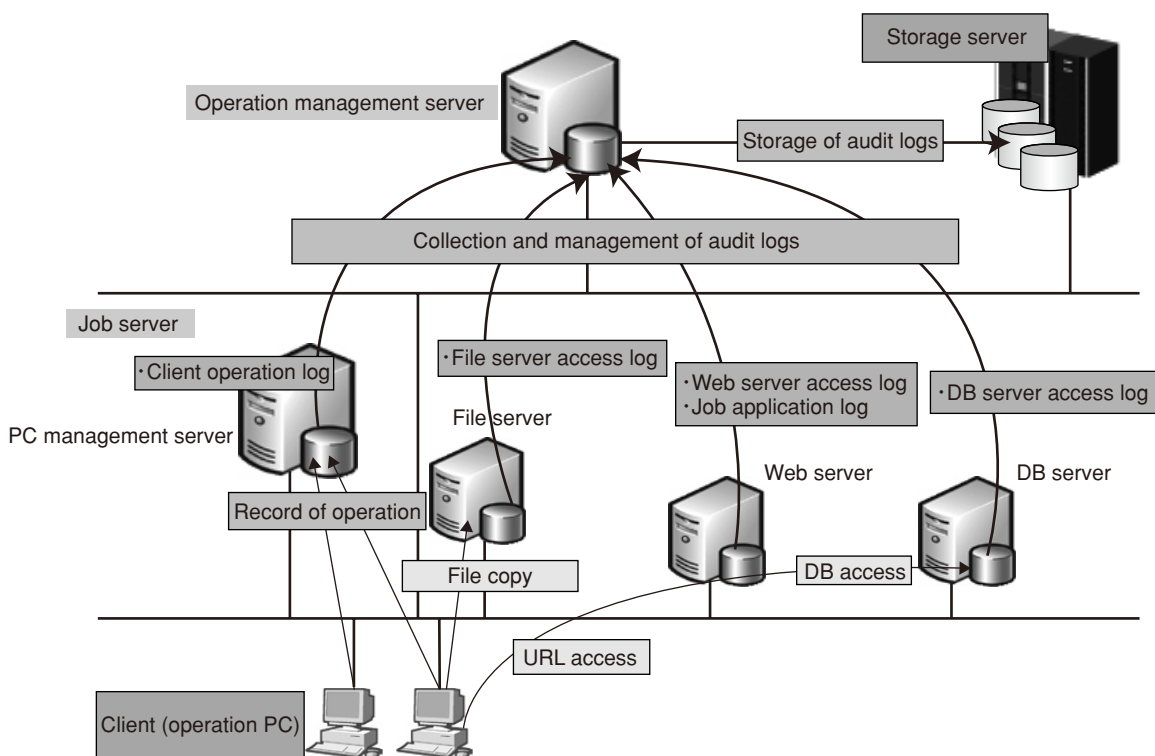 Storage server
Operation management server
Storage of audit logs
Collection and management of audit logs
Job server
・Client operation log
・File server access log
・Web server access log
・Job application log
・DB server access log
PC management server
File server
Web server
DB server
Record of operation
File copy
DB access
URL access
Client (operation PC)